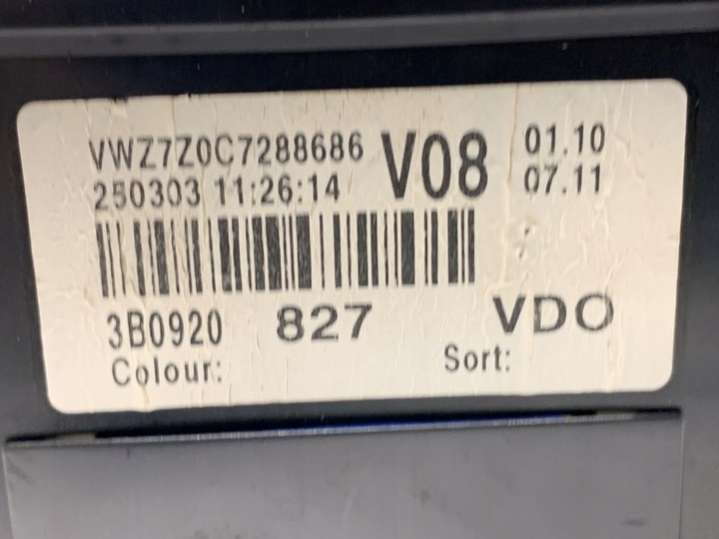 VWZ7Z0C7288686 V08 01.10
250303 11:26:14 07.11
3B0920 827 VDO
Colour: Sort: